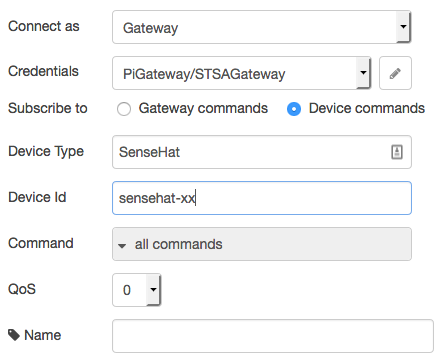 Connect as Gateway
Credentials PiGateway/STSAGateway
Subscribe to Gateway commands Device commands
Device Type SenseHat
Device Id sensehat-xx
Command all commands
QoS 0
Name